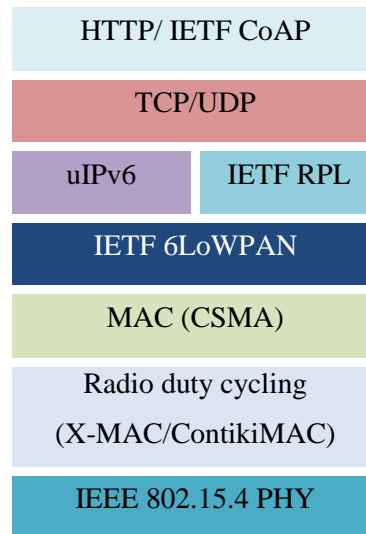 HTTP/ IETF CoAP
TCP/UDP
uIPv6
IETF RPL
IETF 6LoWPAN
MAC (CSMA)
Radio duty cycling
(X-MAC/ContikiMAC)
IEEE 802.15.4 PHY